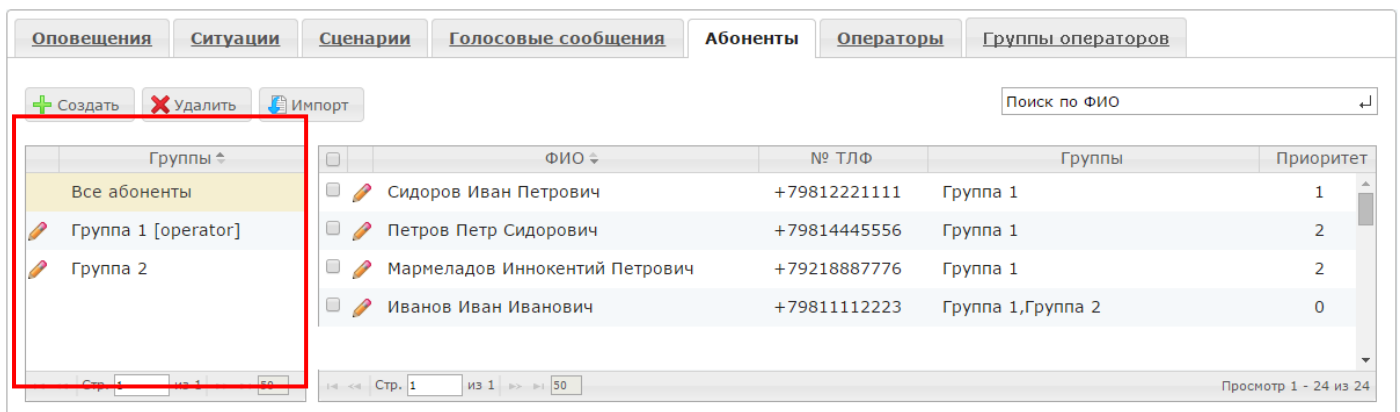 Оповещения Ситуации Сценарии Голосовые сообщения Абоненты Операторы Группы операторов
Создать Удалить Импорт Поиск по ФИО
Группы ФИО № ТЛФ Группы Приоритет
Все абоненты Сидоров Иван Петрович +79812221111 Группа 1 1
Группа 1 [operator] Петров Петр Сидорович +79814445556 Группа 1 2
Группа 2 Мармеладов Иннокентий Петрович +79218887776 Группа 1 2
Иванов Иван Иванович +79811112223 Группа 1,Группа 2 0
Стр. 1 из 1 50 Стр. 1 из 1 50 Просмотр 1 - 24 из 24